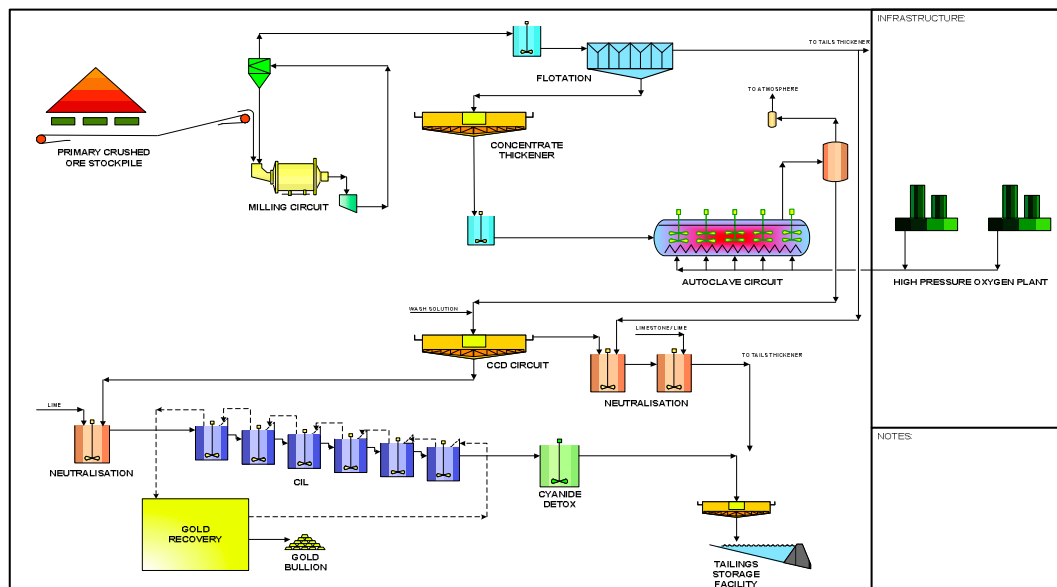 INFRASTRUCTURE:
TO TAILS THICKENER
FLOTATION
TO ATMOSPHERE
PRIMARY CRUSHED
ORE STOCKPILE
CONCENTRATE
THICKENER
MILLING CIRCUIT
AUTOCLAVE CIRCUIT
HIGH PRESSURE OXYGEN PLANT
WASH SOLUTION
LIMESTONE/LIME
TO TAILS THICKENER
CCD CIRCUIT
NEUTRALISATION
LIME
NOTES:
NEUTRALISATION
CIL
CYANIDE
DETOX
GOLD
RECOVERY
GOLD
BULLION
TAILINGS
STORAGE
FACILITY